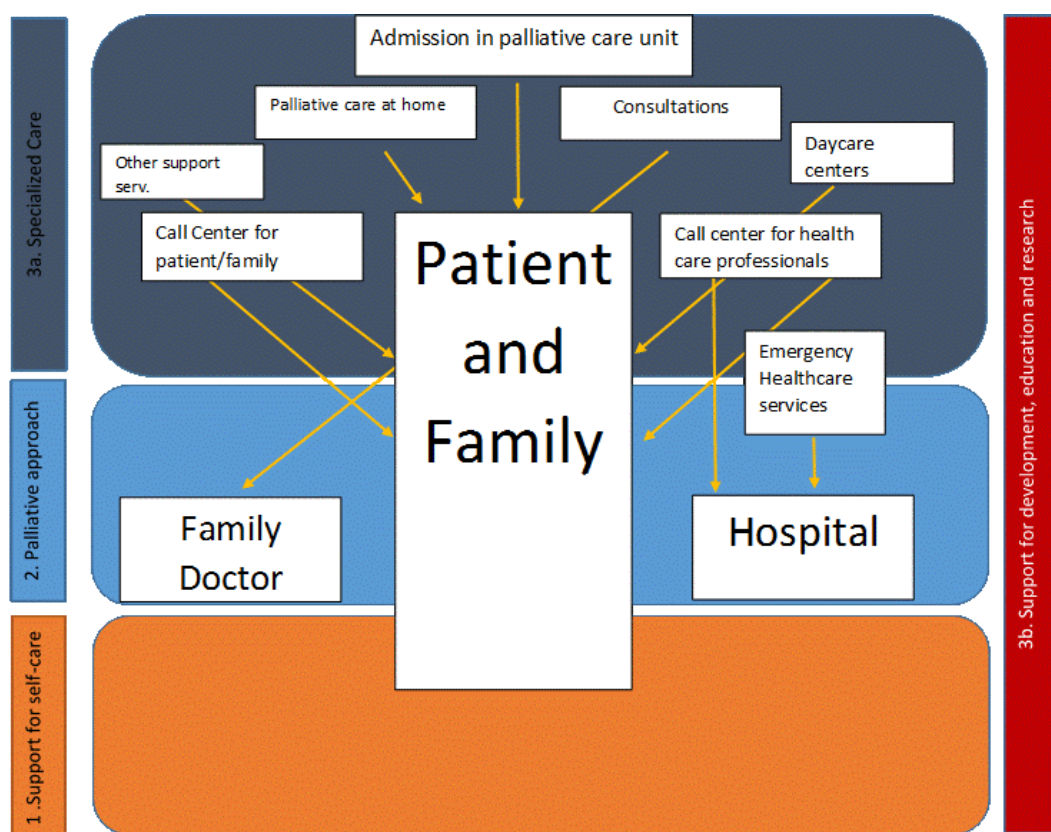 Admission in palliative care unit
Palliative care at home
Consultations
Daycare
centers
Other support
serv.
Call Center for
patient/family
Call center for health
care professionals
Patient
and
Family
Emergency
Healthcare
services
Family
Doctor
Hospital
3a. Specialized Care
2. Palliative approach
1 .Support for self-care
3b. Support for development, education and research